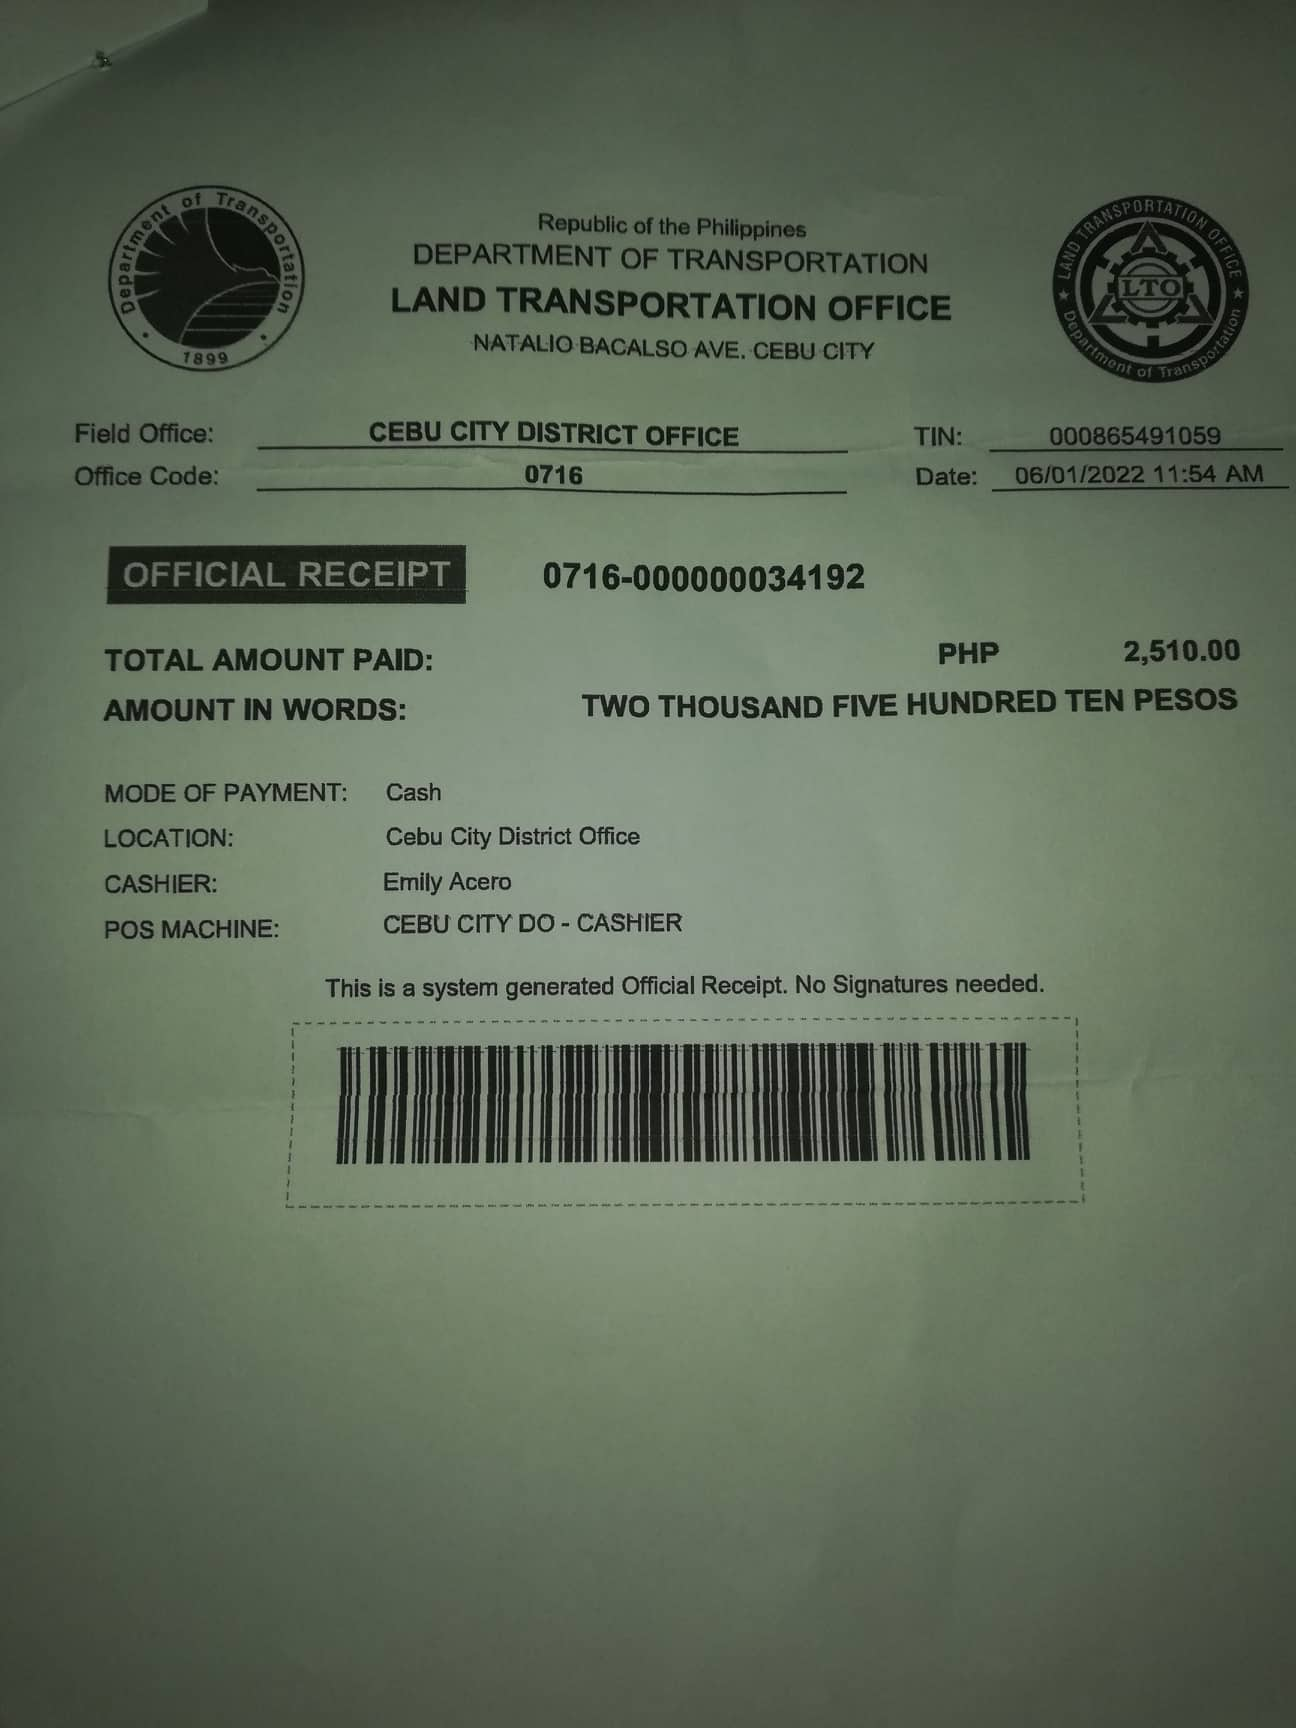 Department of Transportation
1899
Republic of the Philippines
DEPARTMENT OF TRANSPORTATION
LAND TRANSPORTATION OFFICE
NATALIO BACALSO AVE. CEBU CITY
LAND TRANSPORTATION OFFICE
LTO
Department of Transportation
Field Office: CEBU CITY DISTRICT OFFICE TIN: 000865491059
Office Code: 0716 Date: 06/01/2022 11:54 AM
OFFICIAL RECEIPT 0716-000000034192
TOTAL AMOUNT PAID: PHP 2,510.00
AMOUNT IN WORDS: TWO THOUSAND FIVE HUNDRED TEN PESOS
MODE OF PAYMENT: Cash
LOCATION: Cebu City District Office
CASHIER: Emily Acero
POS MACHINE: CEBU CITY DO - CASHIER
This is a system generated Official Receipt. No Signatures needed.